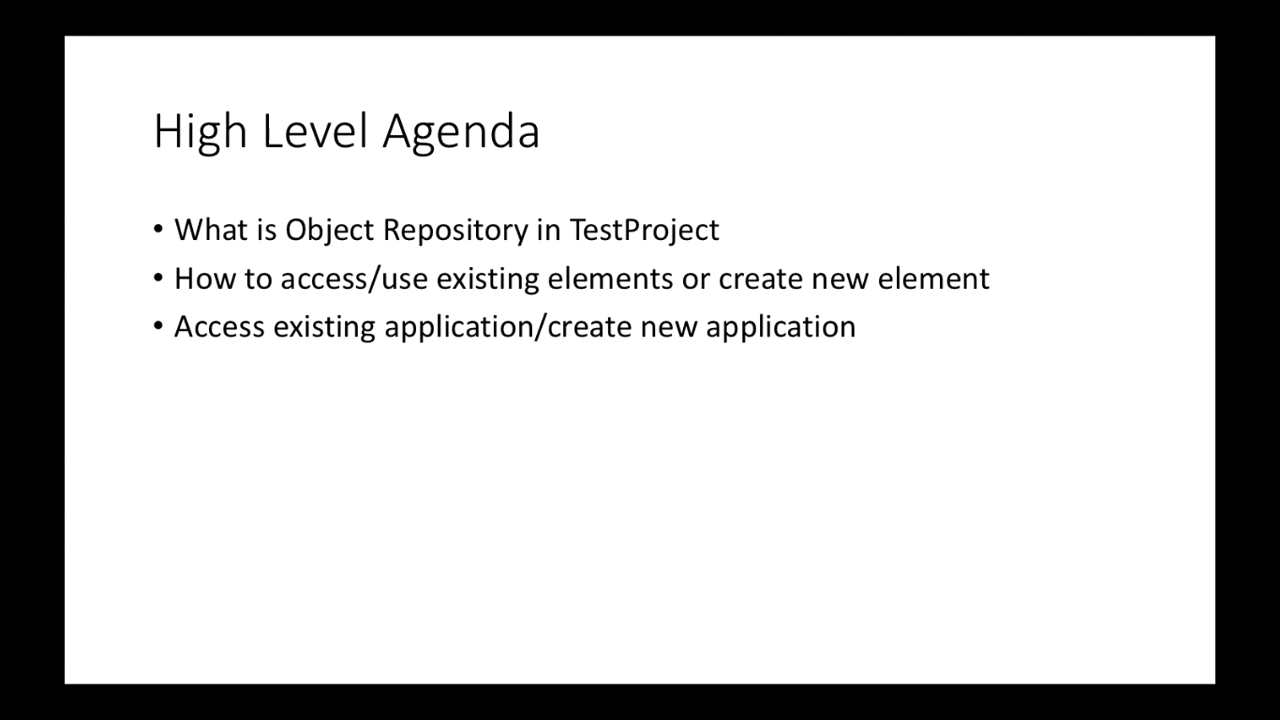 High Level Agenda
• What is Object Repository in TestProject
• How to access/use existing elements or create new element
• Access existing application/create new application